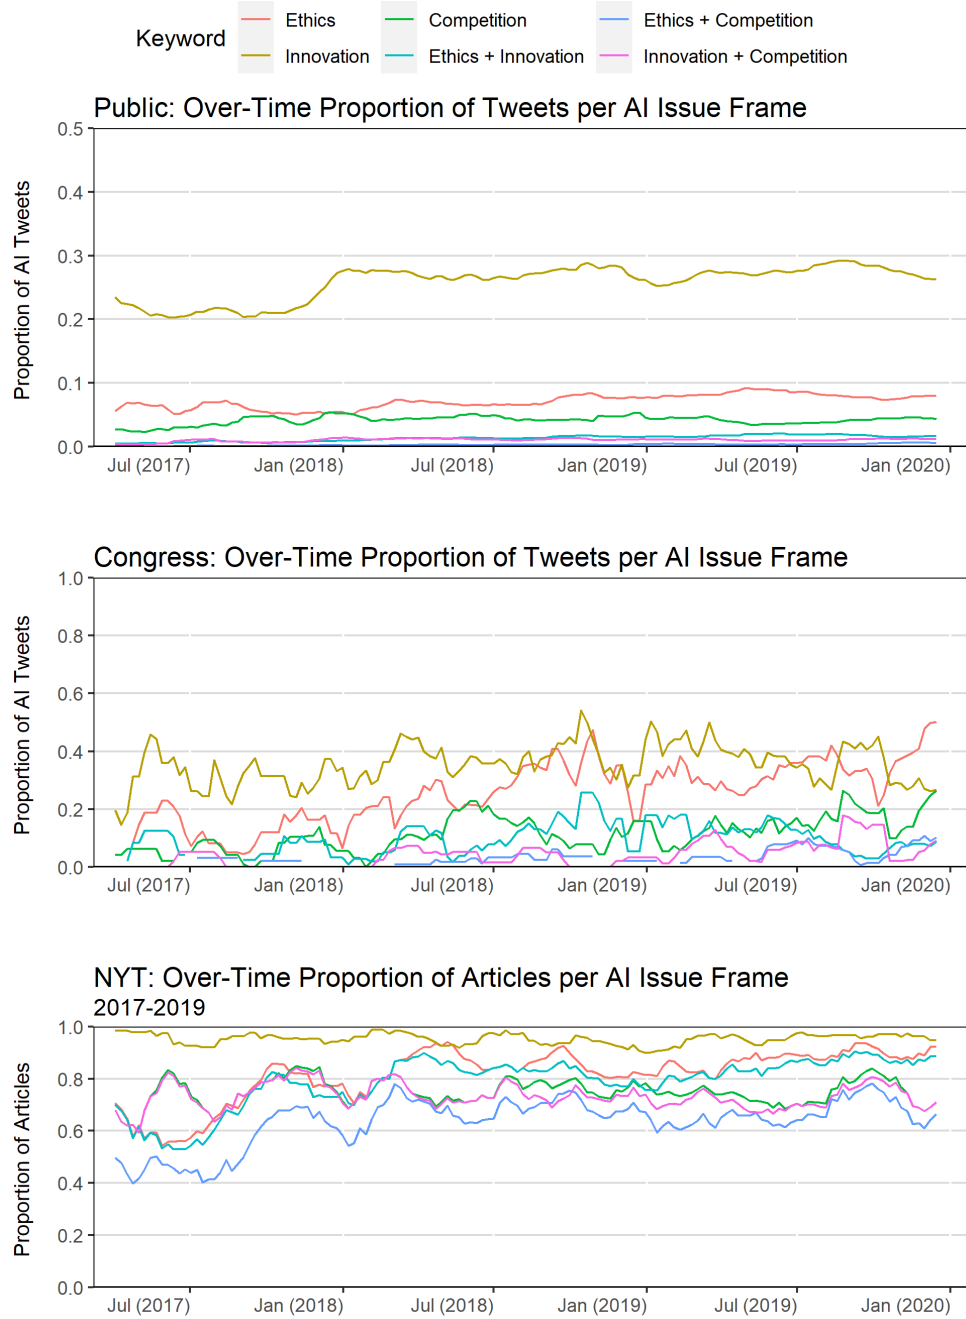 Keyword
Ethics
Competition
Ethics + Competition
Innovation
Ethics + Innovation
Innovation + Competition
Public: Over-Time Proportion of Tweets per AI Issue Frame
Proportion of AI Tweets
0.5
0.4
0.3
0.2
0.1
0.0
Jul (2017) Jan (2018) Jul (2018) Jan (2019) Jul (2019) Jan (2020)
Congress: Over-Time Proportion of Tweets per AI Issue Frame
Proportion of AI Tweets
1.0
0.8
0.6
0.4
0.2
0.0
Jul (2017) Jan (2018) Jul (2018) Jan (2019) Jul (2019) Jan (2020)
NYT: Over-Time Proportion of Articles per AI Issue Frame
2017-2019
Proportion of Articles
1.0
0.8
0.6
0.4
0.2
0.0
Jul (2017) Jan (2018) Jul (2018) Jan (2019) Jul (2019) Jan (2020)